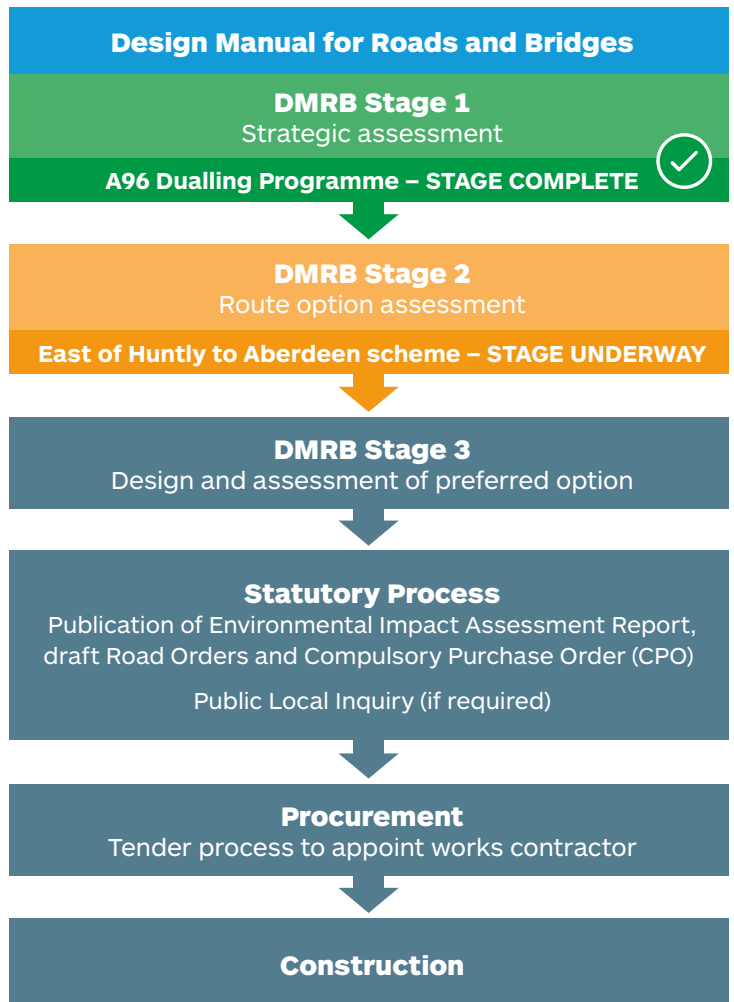 Design Manual for Roads and Bridges
DMRB Stage 1
Strategic assessment
A96 Dualling Programme – STAGE COMPLETE
DMRB Stage 2
Route option assessment
East of Huntly to Aberdeen scheme – STAGE UNDERWAY
DMRB Stage 3
Design and assessment of preferred option
Statutory Process
Publication of Environmental Impact Assessment Report,
draft Road Orders and Compulsory Purchase Order (CPO)
Public Local Inquiry (if required)
Procurement
Tender process to appoint works contractor
Construction